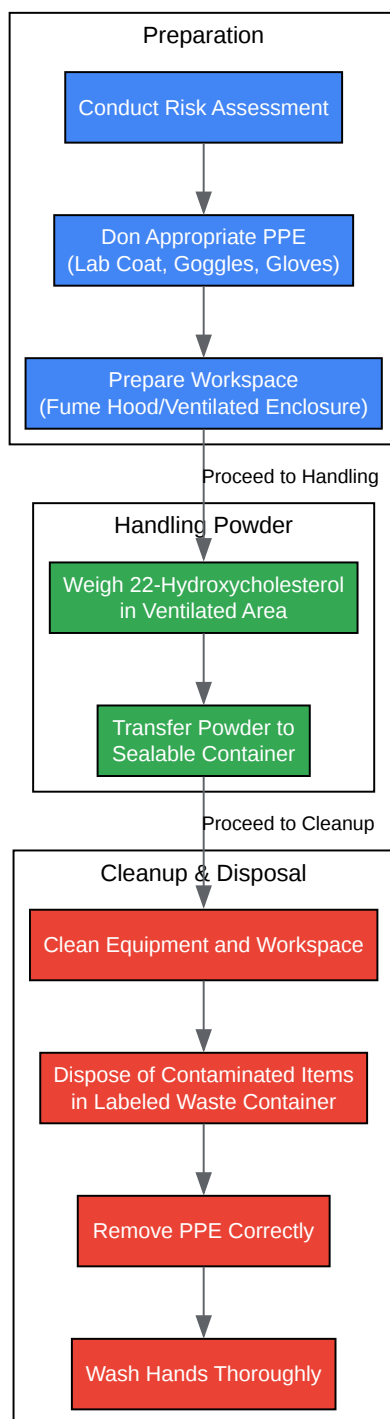 Preparation
Conduct Risk Assessment
Don Appropriate PPE
(Lab Coat, Goggles, Gloves)
Prepare Workspace
(Fume Hood/Ventilated Enclosure)
Proceed to Handling
Handling Powder
Weigh 22-Hydroxycholesterol
in Ventilated Area
Transfer Powder to
Sealable Container
Proceed to Cleanup
Cleanup & Disposal
Clean Equipment and Workspace
Dispose of Contaminated Items
in Labeled Waste Container
Remove PPE Correctly
Wash Hands Thoroughly